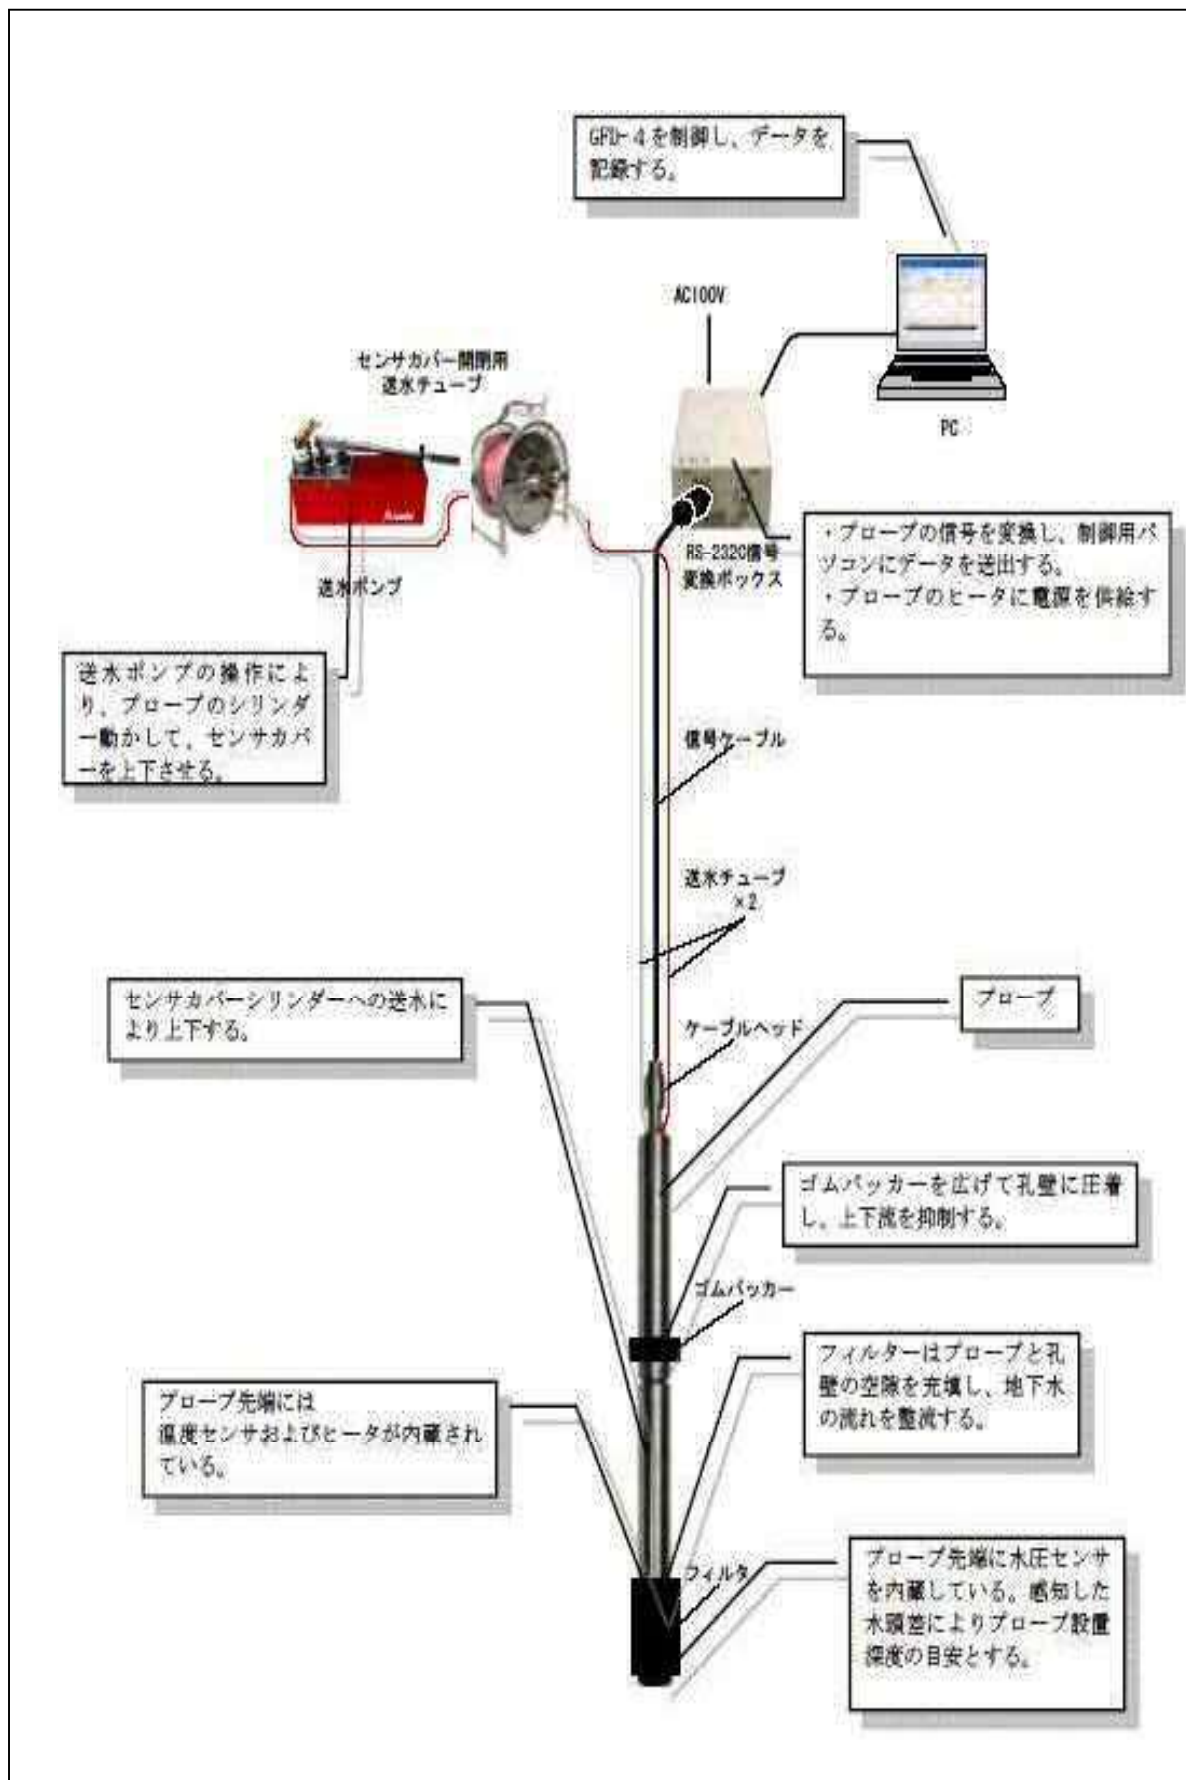 GFD-4を制御し、データを
記録する。
AC100V
センサカバー開閉用
送水チューブ
PC
送水ポンプ
RS-232C信号
変換ボックス
・プローブの信号を変換し、制御用パ
ソコンにデータを送出する。
・プローブのヒータに電源を供給す
る。
送水ポンプの操作によ
り、プローブのシリンダ
ー動かして、センサカバ
ーを上下させる。
信号ケーブル
送水チューブ
×2
センサカバーシリンダーへの送水に
より上下する。
プローブ
ケーブルヘッド
ゴムパッカーを広げて孔壁に圧着
し、上下流を抑制する。
ゴムパッカー
フィルターはプローブと孔
壁の空隙を充填し、地下水
の流れを整流する。
プローブ先端には
温度センサおよびヒータが内蔵され
ている。
フィルタ
プローブ先端に水圧センサ
を内蔵している。感知した
水頭差によりプローブ設置
深度の目安とする。